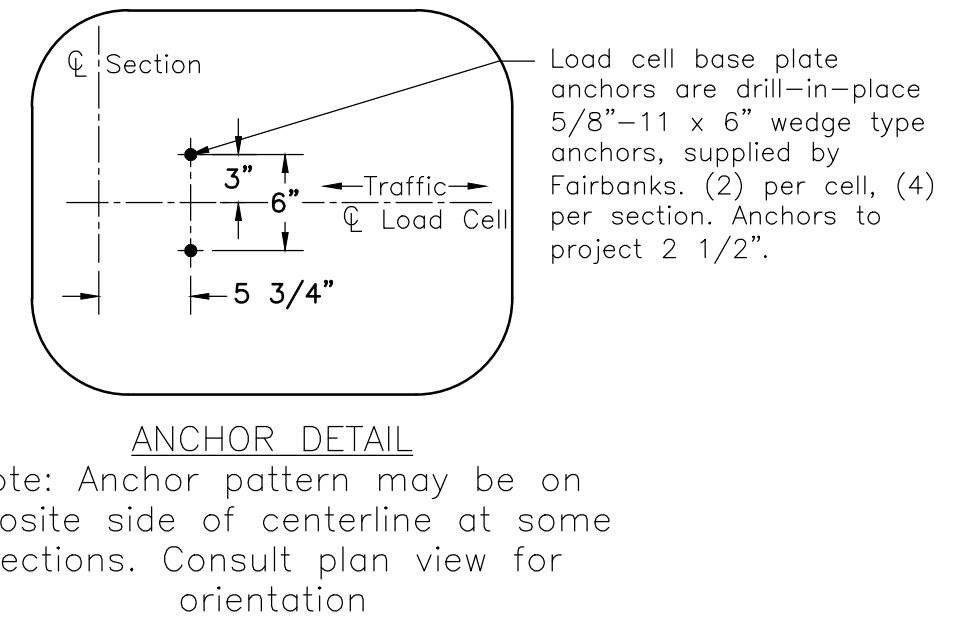 ℄ Section
Load cell base plate
anchors are drill-in-place
5/8"-11 x 6" wedge type
anchors, supplied by
Fairbanks. (2) per cell, (4)
per section. Anchors to
project 2 1/2".
3"
6"
Traffic
℄ Load Cell
5 3/4"
ANCHOR DETAIL
ote: Anchor pattern may be on
osite side of centerline at some
ections. Consult plan view for
orientation